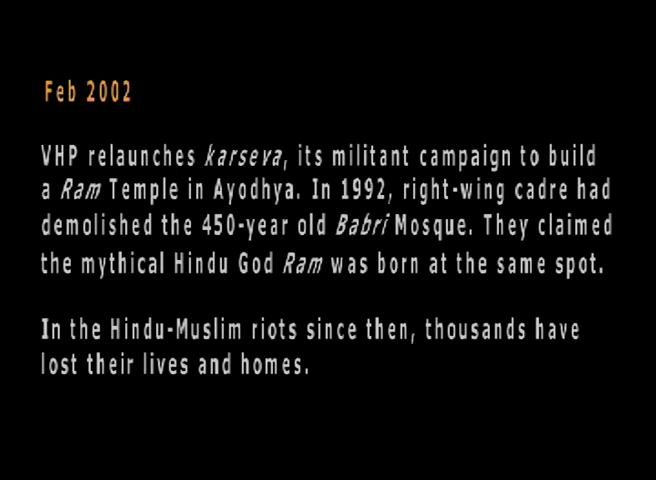 Feb 2002
VHP relaunches karseva, its militant campaign to build
a Ram Temple in Ayodhya. In 1992, right-wing cadre had
demolished the 450-year old Babri Mosque. They claimed
the mythical Hindu God Ram was born at the same spot.
In the Hindu-Muslim riots since then, thousands have
lost their lives and homes.